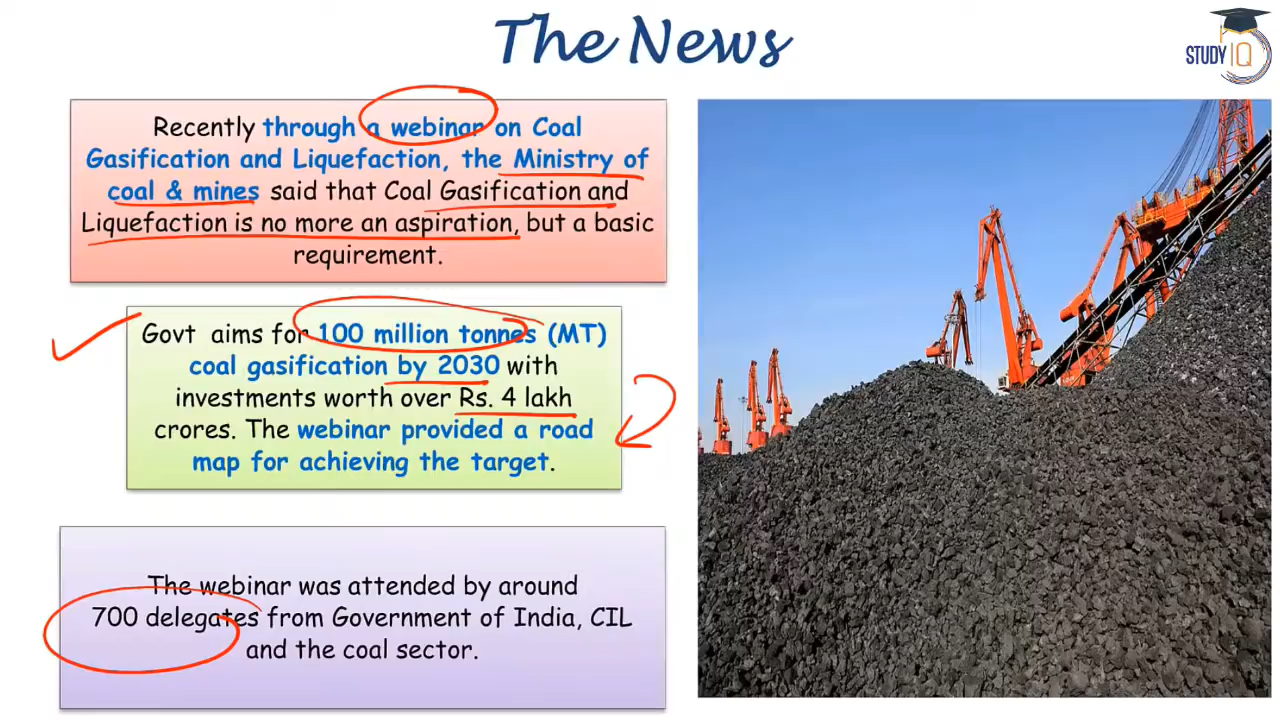 The News
STUDY IQ
Recently through a webinar on Coal
Gasification and Liquefaction, the Ministry of
coal & mines said that Coal Gasification and
Liquefaction is no more an aspiration, but a basic
requirement.
Govt aims for 100 million tonnes (MT)
coal gasification by 2030 with
investments worth over Rs. 4 lakh
crores. The webinar provided a road
map for achieving the target.
The webinar was attended by around
700 delegates from Government of India, CIL
and the coal sector.